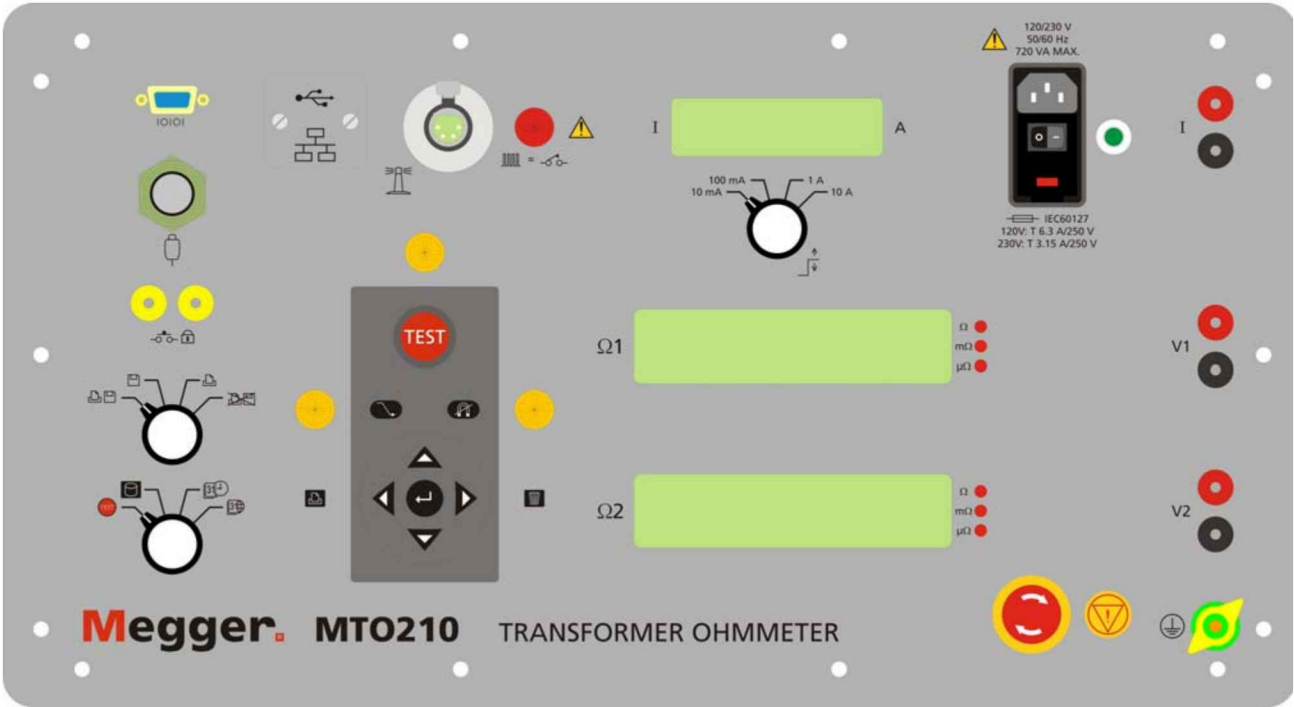 120/230 V
50/60 Hz
720 VA MAX.
IOIOI
I
A
I
100 mA
1 A
10 mA
10 A
IEC60127
120V: T 6.3 A/250 V
230V: T 3.15 A/250 V
TEST
Ω1
Ω
mΩ
µΩ
V1
31
TEST
31
Ω2
Ω
mΩ
µΩ
V2
Megger. MTO210 TRANSFORMER OHMMETER